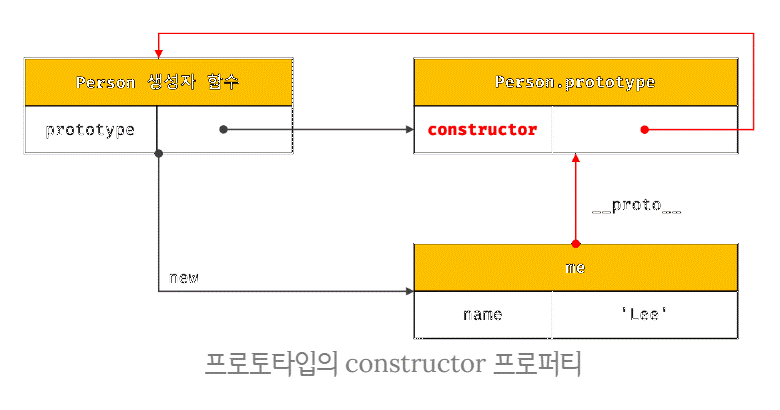 Person 생성자 함수
Person.prototype
prototype
constructor
__proto__
me
new
name
'Lee'
프로토타입의 constructor 프로퍼티